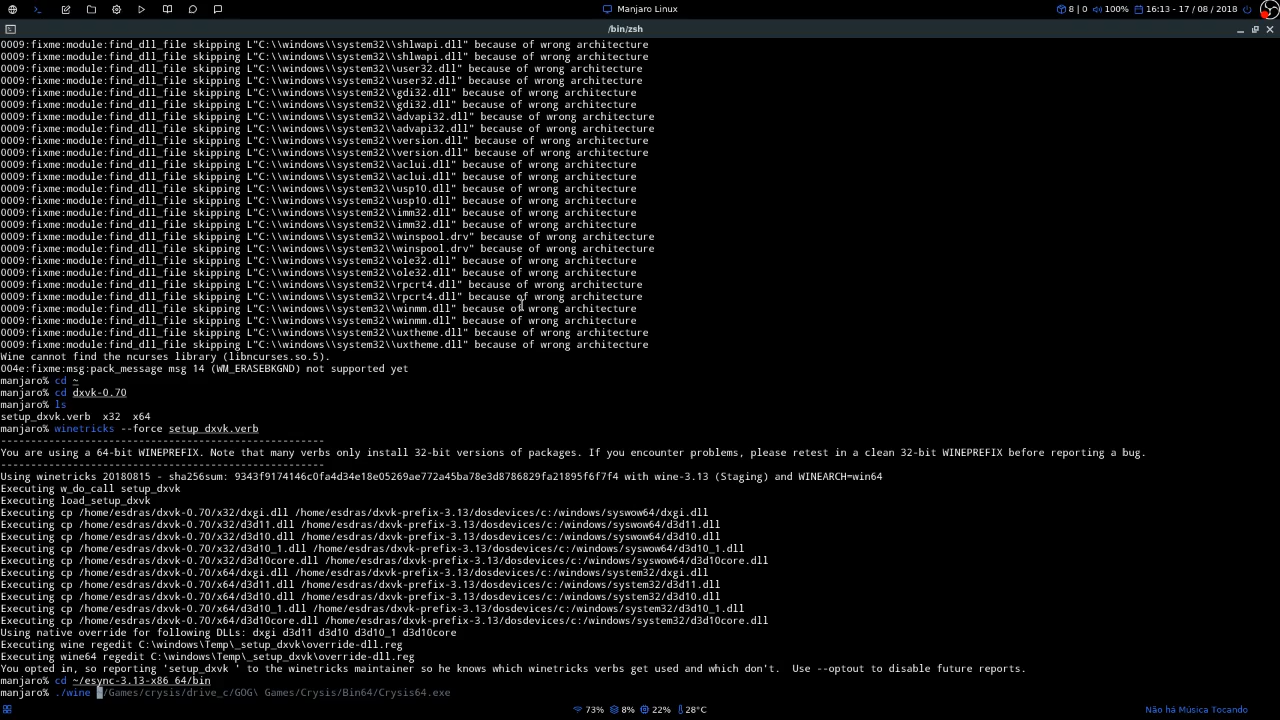 Manjaro Linux
8 | 0 100% 16:13 - 17 / 08 / 2018
/bin/zsh
0009:fixme:module:find_dll_file skipping L"C:\\windows\\system32\\shlwapi.dll" because of wrong architecture
0009:fixme:module:find_dll_file skipping L"C:\\windows\\system32\\shlwapi.dll" because of wrong architecture
0009:fixme:module:find_dll_file skipping L"C:\\windows\\system32\\user32.dll" because of wrong architecture
0009:fixme:module:find_dll_file skipping L"C:\\windows\\system32\\user32.dll" because of wrong architecture
0009:fixme:module:find_dll_file skipping L"C:\\windows\\system32\\gdi32.dll" because of wrong architecture
0009:fixme:module:find_dll_file skipping L"C:\\windows\\system32\\gdi32.dll" because of wrong architecture
0009:fixme:module:find_dll_file skipping L"C:\\windows\\system32\\advapi32.dll" because of wrong architecture
0009:fixme:module:find_dll_file skipping L"C:\\windows\\system32\\advapi32.dll" because of wrong architecture
0009:fixme:module:find_dll_file skipping L"C:\\windows\\system32\\version.dll" because of wrong architecture
0009:fixme:module:find_dll_file skipping L"C:\\windows\\system32\\version.dll" because of wrong architecture
0009:fixme:module:find_dll_file skipping L"C:\\windows\\system32\\aclui.dll" because of wrong architecture
0009:fixme:module:find_dll_file skipping L"C:\\windows\\system32\\aclui.dll" because of wrong architecture
0009:fixme:module:find_dll_file skipping L"C:\\windows\\system32\\usp10.dll" because of wrong architecture
0009:fixme:module:find_dll_file skipping L"C:\\windows\\system32\\usp10.dll" because of wrong architecture
0009:fixme:module:find_dll_file skipping L"C:\\windows\\system32\\imm32.dll" because of wrong architecture
0009:fixme:module:find_dll_file skipping L"C:\\windows\\system32\\imm32.dll" because of wrong architecture
0009:fixme:module:find_dll_file skipping L"C:\\windows\\system32\\winspool.drv" because of wrong architecture
0009:fixme:module:find_dll_file skipping L"C:\\windows\\system32\\winspool.drv" because of wrong architecture
0009:fixme:module:find_dll_file skipping L"C:\\windows\\system32\\ole32.dll" because of wrong architecture
0009:fixme:module:find_dll_file skipping L"C:\\windows\\system32\\ole32.dll" because of wrong architecture
0009:fixme:module:find_dll_file skipping L"C:\\windows\\system32\\rpcrt4.dll" because of wrong architecture
0009:fixme:module:find_dll_file skipping L"C:\\windows\\system32\\rpcrt4.dll" because of wrong architecture
0009:fixme:module:find_dll_file skipping L"C:\\windows\\system32\\winmm.dll" because of wrong architecture
0009:fixme:module:find_dll_file skipping L"C:\\windows\\system32\\winmm.dll" because of wrong architecture
0009:fixme:module:find_dll_file skipping L"C:\\windows\\system32\\uxtheme.dll" because of wrong architecture
0009:fixme:module:find_dll_file skipping L"C:\\windows\\system32\\uxtheme.dll" because of wrong architecture
Wine cannot find the ncurses library (libncurses.so.5).
004e:fixme:msg:pack_message msg 14 (WM_ERASEBKGND) not supported yet
manjaro% cd ~
manjaro% cd dxvk-0.70
manjaro% ls
setup_dxvk.verb  x32  x64
manjaro% winetricks --force setup_dxvk.verb
------------------------------------------------------
You are using a 64-bit WINEPREFIX. Note that many verbs only install 32-bit versions of packages. If you encounter problems, please retest in a clean 32-bit WINEPREFIX before reporting a bug.
------------------------------------------------------
Using winetricks 20180815 - sha256sum: 9343f9174146c0fa4d34e18e05269ae772a45ba78e3d8786829fa21895f6f7f4 with wine-3.13 (Staging) and WINEARCH=win64
Executing w_do_call setup_dxvk
Executing load_setup_dxvk
Executing cp /home/esdras/dxvk-0.70/x32/dxgi.dll /home/esdras/dxvk-prefix-3.13/dosdevices/c:/windows/syswow64/dxgi.dll
Executing cp /home/esdras/dxvk-0.70/x32/d3d11.dll /home/esdras/dxvk-prefix-3.13/dosdevices/c:/windows/syswow64/d3d11.dll
Executing cp /home/esdras/dxvk-0.70/x32/d3d10.dll /home/esdras/dxvk-prefix-3.13/dosdevices/c:/windows/syswow64/d3d10.dll
Executing cp /home/esdras/dxvk-0.70/x32/d3d10_1.dll /home/esdras/dxvk-prefix-3.13/dosdevices/c:/windows/syswow64/d3d10_1.dll
Executing cp /home/esdras/dxvk-0.70/x32/d3d10core.dll /home/esdras/dxvk-prefix-3.13/dosdevices/c:/windows/syswow64/d3d10core.dll
Executing cp /home/esdras/dxvk-0.70/x64/dxgi.dll /home/esdras/dxvk-prefix-3.13/dosdevices/c:/windows/system32/dxgi.dll
Executing cp /home/esdras/dxvk-0.70/x64/d3d11.dll /home/esdras/dxvk-prefix-3.13/dosdevices/c:/windows/system32/d3d11.dll
Executing cp /home/esdras/dxvk-0.70/x64/d3d10.dll /home/esdras/dxvk-prefix-3.13/dosdevices/c:/windows/system32/d3d10.dll
Executing cp /home/esdras/dxvk-0.70/x64/d3d10_1.dll /home/esdras/dxvk-prefix-3.13/dosdevices/c:/windows/system32/d3d10_1.dll
Executing cp /home/esdras/dxvk-0.70/x64/d3d10core.dll /home/esdras/dxvk-prefix-3.13/dosdevices/c:/windows/system32/d3d10core.dll
Using native override for following DLLs: dxgi d3d11 d3d10 d3d10_1 d3d10core
Executing wine regedit C:\windows\Temp\_setup_dxvk\override-dll.reg
Executing wine64 regedit C:\windows\Temp\_setup_dxvk\override-dll.reg
You opted in, so reporting 'setup_dxvk ' to the winetricks maintainer so he knows which winetricks verbs get used and which don't.  Use --optout to disable future reports.
manjaro% cd ~/esync-3.13-x86_64/bin
manjaro% ./wine ~/Games/crysis/drive_c/GOG\ Games/Crysis/Bin64/Crysis64.exe
73% 8% 22% 28°C
Não há Música Tocando